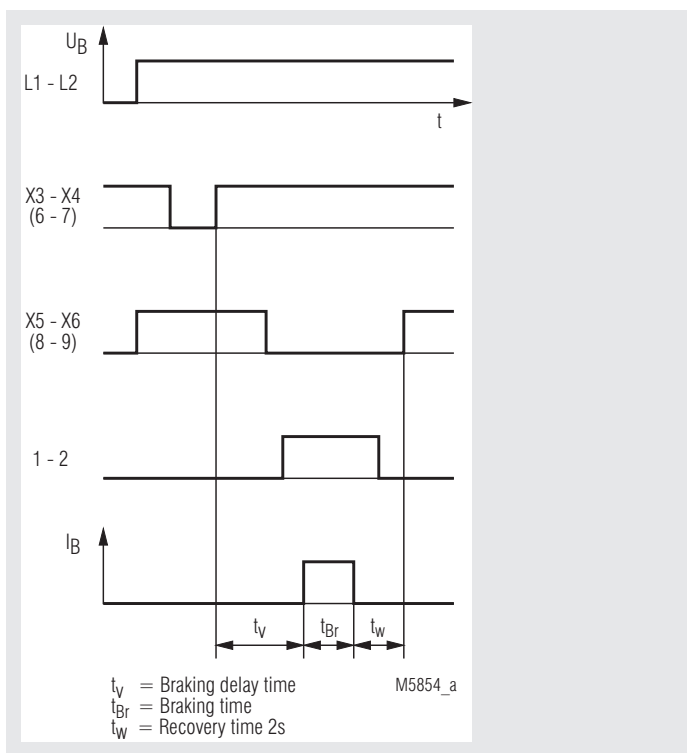 U_B
L1 - L2
t
X3 - X4
(6 - 7)
X5 - X6
(8 - 9)
1 - 2
I_B
t_V t_Br t_W
t_V = Braking delay time
M5854_a
t_Br = Braking time
t_W = Recovery time 2s